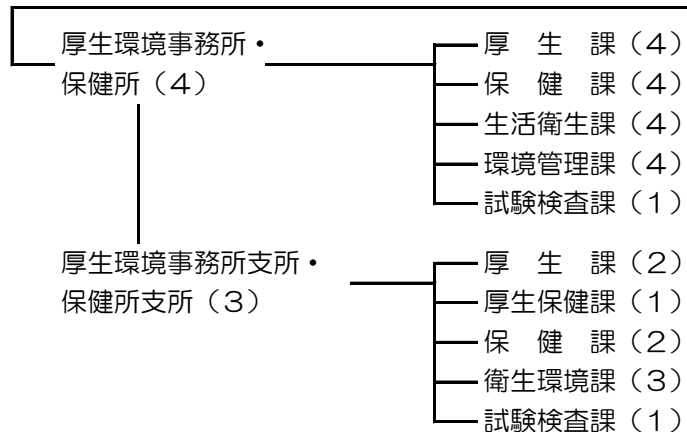 厚生環境事務所・
保健所（４）
厚　生　課（４）
保　健　課（４）
生活衛生課（４）
環境管理課（４）
試験検査課（１）
厚生環境事務所支所・
保健所支所（３）
厚　生　課（２）
厚生保健課（１）
保　健　課（２）
衛生環境課（３）
試験検査課（１）